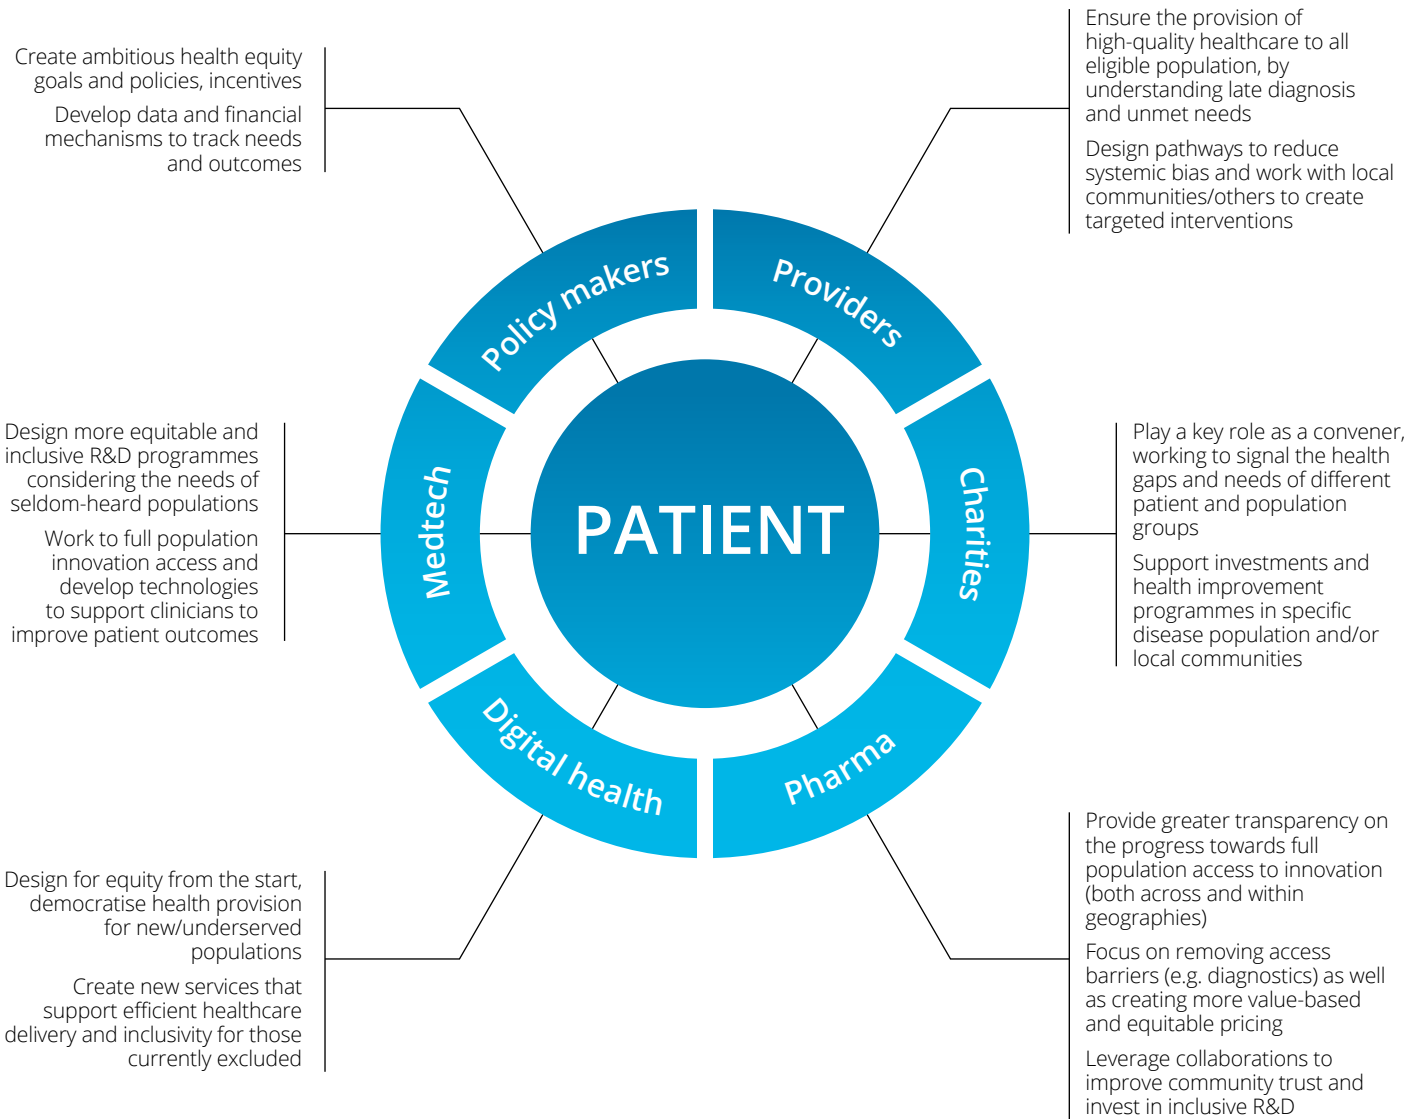 Create ambitious health equity
goals and policies, incentives
Develop data and financial
mechanisms to track needs
and outcomes
Ensure the provision of
high-quality healthcare to all
eligible population, by
understanding late diagnosis
and unmet needs
Design pathways to reduce
systemic bias and work with local
communities/others to create
targeted interventions
Policy makers
Providers
Design more equitable and
inclusive R&D programmes
considering the needs of
seldom-heard populations
Work to full population
innovation access and
develop technologies
to support clinicians to
improve patient outcomes
Medtech
PATIENT
Charities
Play a key role as a convener,
working to signal the health
gaps and needs of different
patient and population
groups
Support investments and
health improvement
programmes in specific
disease population and/or
local communities
Digital health
Pharma
Design for equity from the start,
democratise health provision
for new/underserved
populations
Create new services that
support efficient healthcare
delivery and inclusivity for those
currently excluded
Provide greater transparency on
the progress towards full
population access to innovation
(both across and within
geographies)
Focus on removing access
barriers (e.g. diagnostics) as well
as creating more value-based
and equitable pricing
Leverage collaborations to
improve community trust and
invest in inclusive R&D